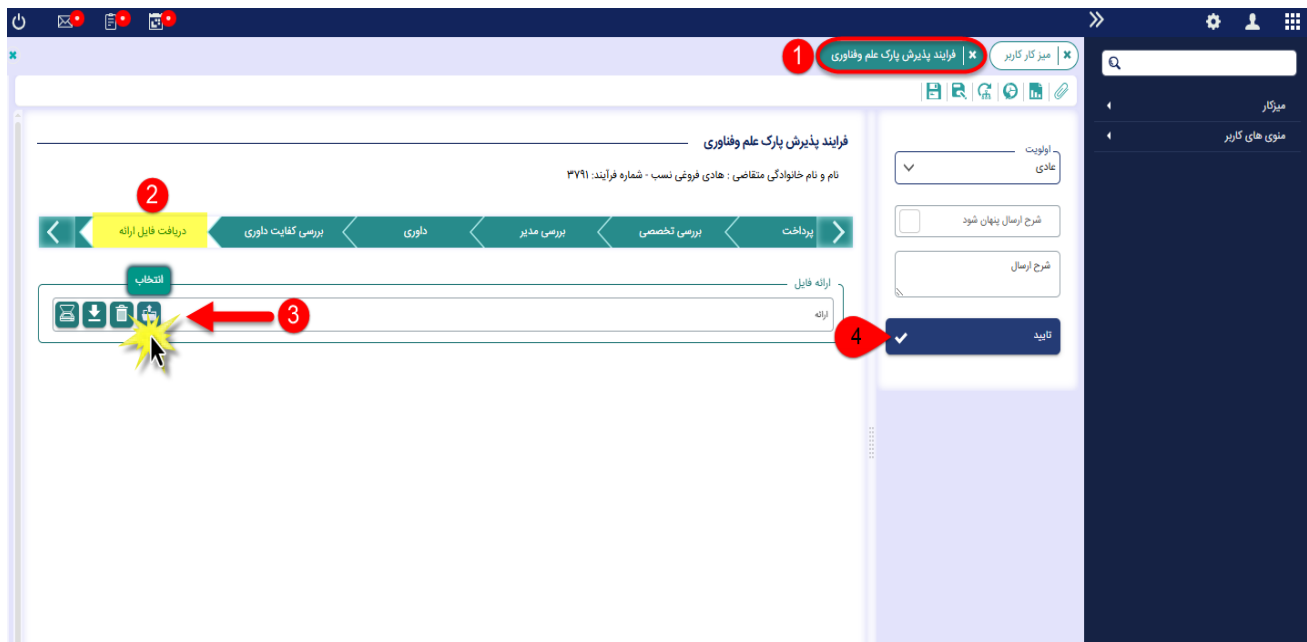 میز کار کاربر
فرایند پذیرش پارک علم وفناوری
1
میزکار
منوی های کاربر
اولویت
عادی
شرح ارسال پنهان شود
شرح ارسال
تایید
4
فرایند پذیرش پارک علم وفناوری
نام و نام خانوادگی متقاضی : هادی فروغی نسب - شماره فرآیند: ۳۷۹۱
2
پرداخت
بررسی تخصصی
بررسی مدیر
داوری
بررسی کفایت داوری
دریافت فایل ارائه
انتخاب
ارائه فایل
ارائه
3